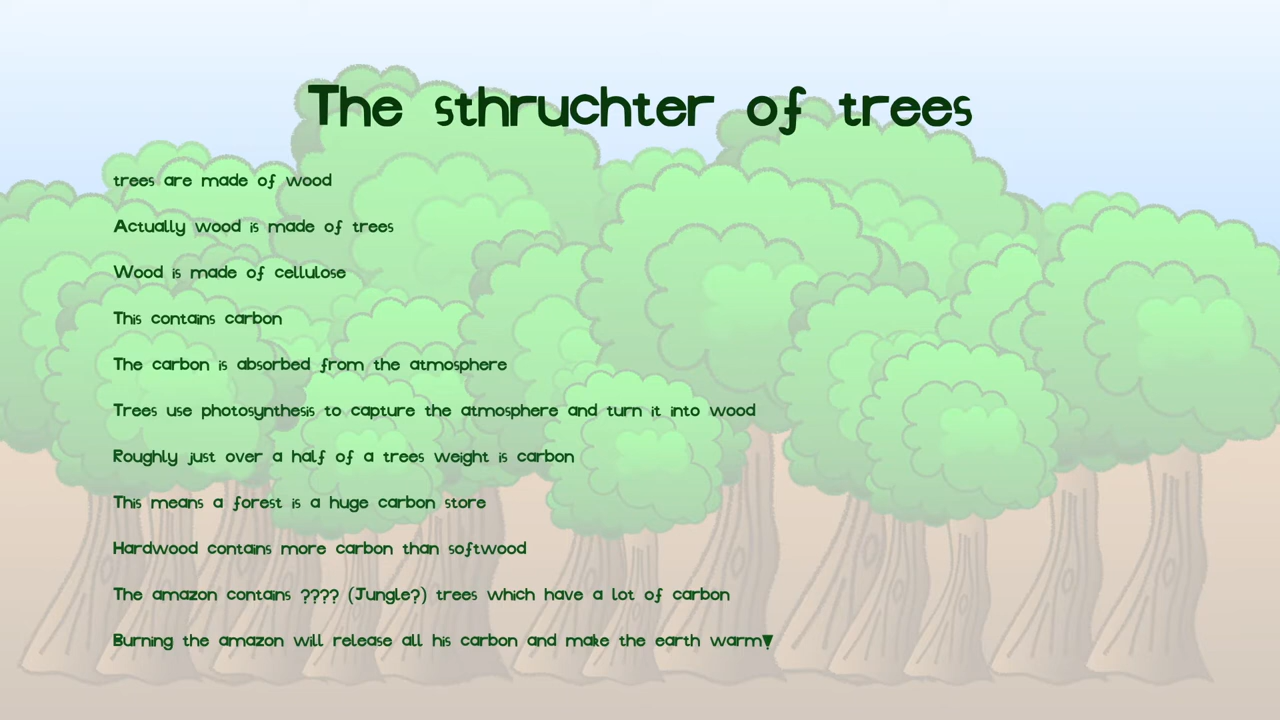 The sthruchter of trees
trees are made of wood
Actually wood is made of trees
Wood is made of cellulose
This contains carbon
The carbon is absorbed from the atmosphere
Trees use photosynthesis to capture the atmosphere and turn it into wood
Roughly just over a half of a trees weight is carbon
This means a forest is a huge carbon store
Hardwood contains more carbon than softwood
The amazon contains ???? (Jungle?) trees which have a lot of carbon
Burning the amazon will release all his carbon and make the earth warm!